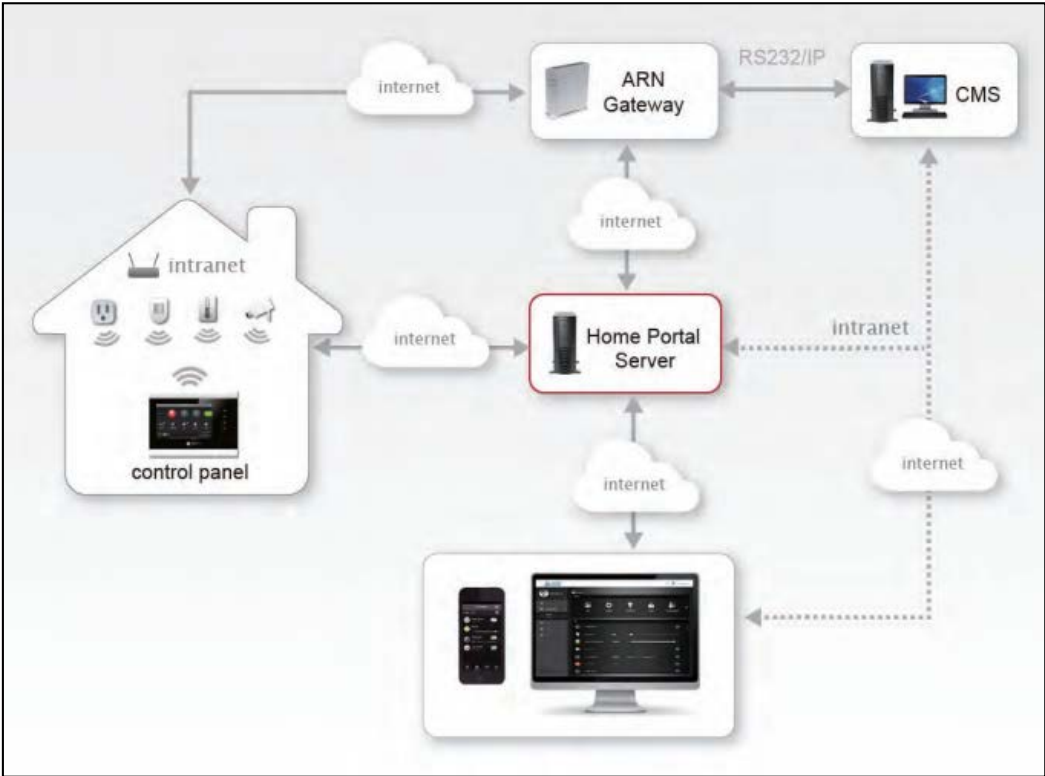 RS232/IP
internet
ARN
Gateway
CMS
internet
intranet
Home Portal
Server
intranet
internet
control panel
internet
internet